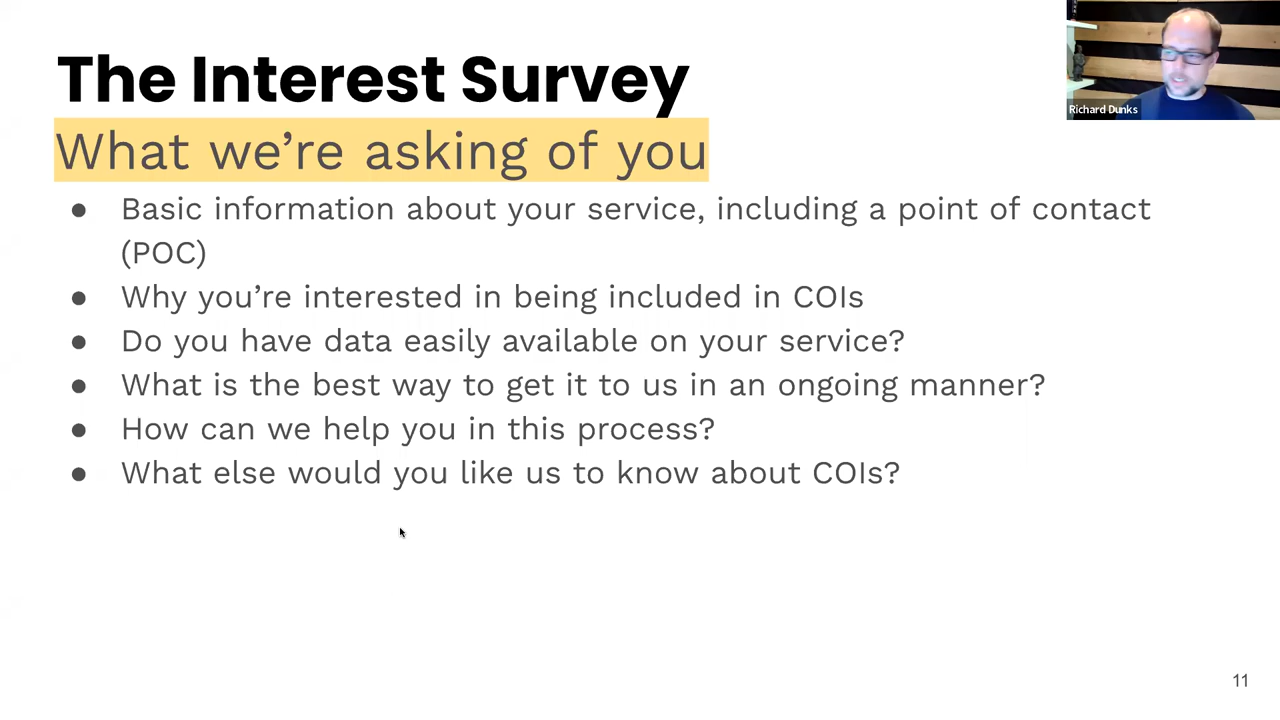 The Interest Survey
What we’re asking of you
● Basic information about your service, including a point of contact
(POC)
● Why you’re interested in being included in COIs
● Do you have data easily available on your service?
● What is the best way to get it to us in an ongoing manner?
● How can we help you in this process?
● What else would you like us to know about COIs?
Richard Dunks
11